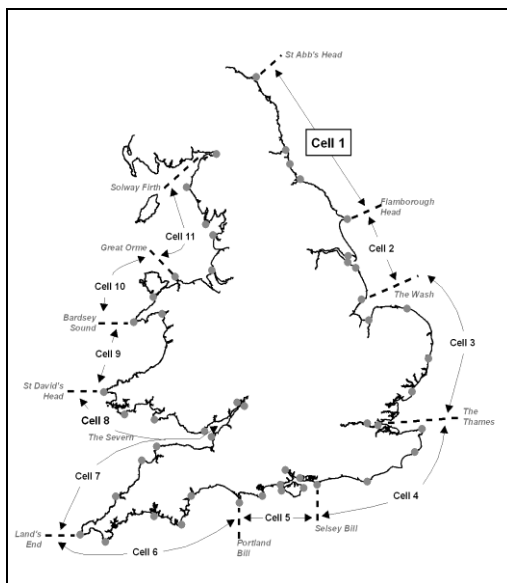 St Abb's Head
Cell 1
Solway Firth
Flamborough
Head
Cell 11
Cell 2
Great Orme
Cell 10
The Wash
Bardsey
Sound
Cell 3
Cell 9
St David's
Head
Cell 8
The
Thames
The Severn
Cell 7
Cell 4
Cell 5
Selsey Bill
Land's
End
Cell 6
Portland
Bill